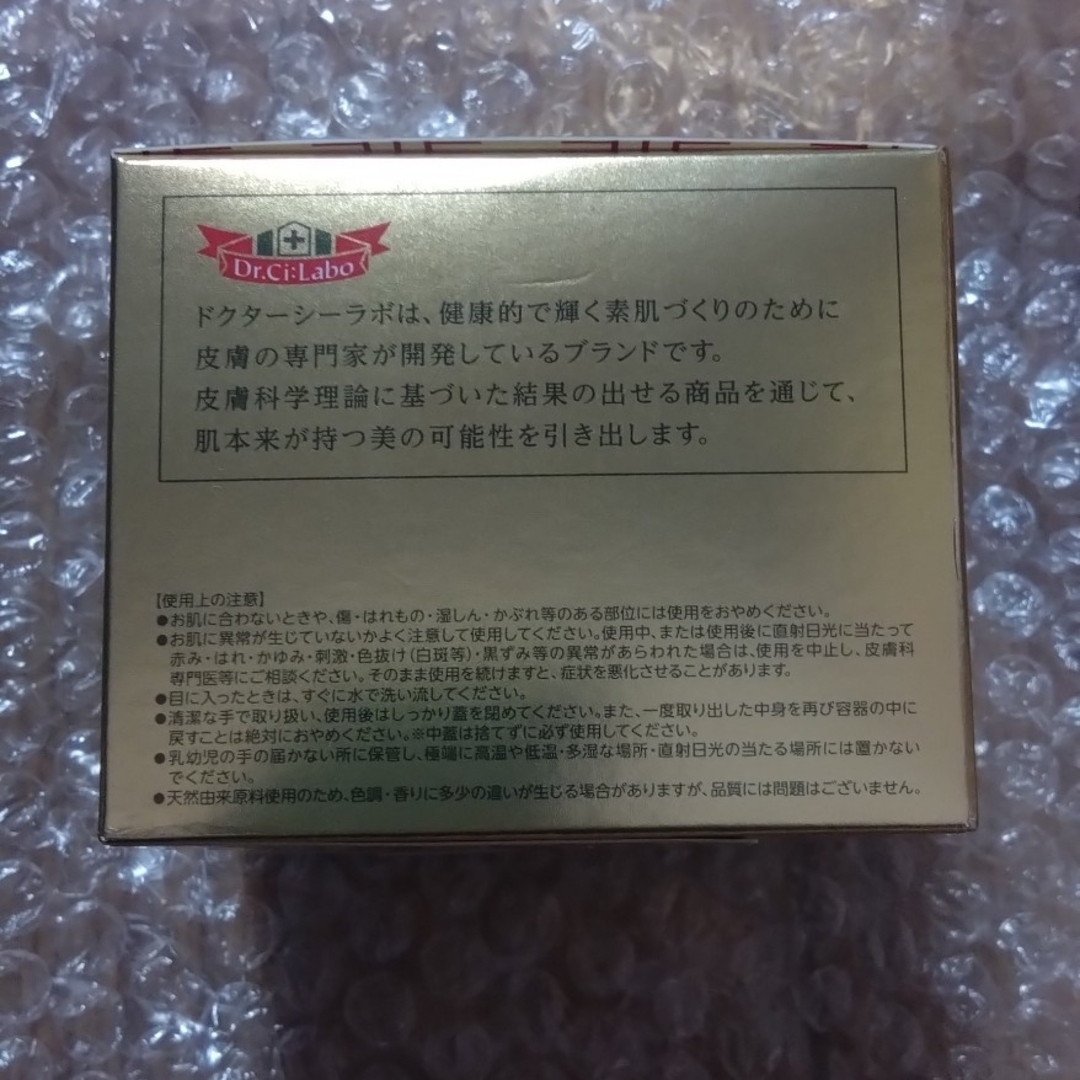 Dr.Ci:Labo
ドクターシーラボは、健康的で輝く素肌づくりのために
皮膚の専門家が開発しているブランドです。
皮膚科学理論に基づいた結果の出せる商品を通じて、
肌本来が持つ美の可能性を引き出します。
【使用上の注意】
●お肌に合わないときや、傷・はれもの・湿しん・かぶれ等のある部位には使用をおやめください。
●お肌に異常が生じていないかよく注意して使用してください。使用中、または使用後に直射日光に当たって
赤み・はれ・かゆみ・刺激・色抜け(白斑等)・黒ずみ等の異常があらわれた場合は、使用を中止し、皮膚科
専門医等にご相談ください。そのまま使用を続けますと、症状を悪化させることがあります。
●目に入ったときは、すぐに水で洗い流してください。
●清潔な手で取り扱い、使用後はしっかり蓋を閉めてください。また、一度取り出した中身を再び容器の中に
戻すことは絶対におやめください。※中蓋は捨てずに必ず使用してください。
●乳幼児の手の届かない所に保管し、極端に高温や低温・多湿な場所・直射日光の当たる場所には置かない
でください。
●天然由来原料使用のため、色調・香りに多少の違いが生じる場合がありますが、品質には問題はございません。